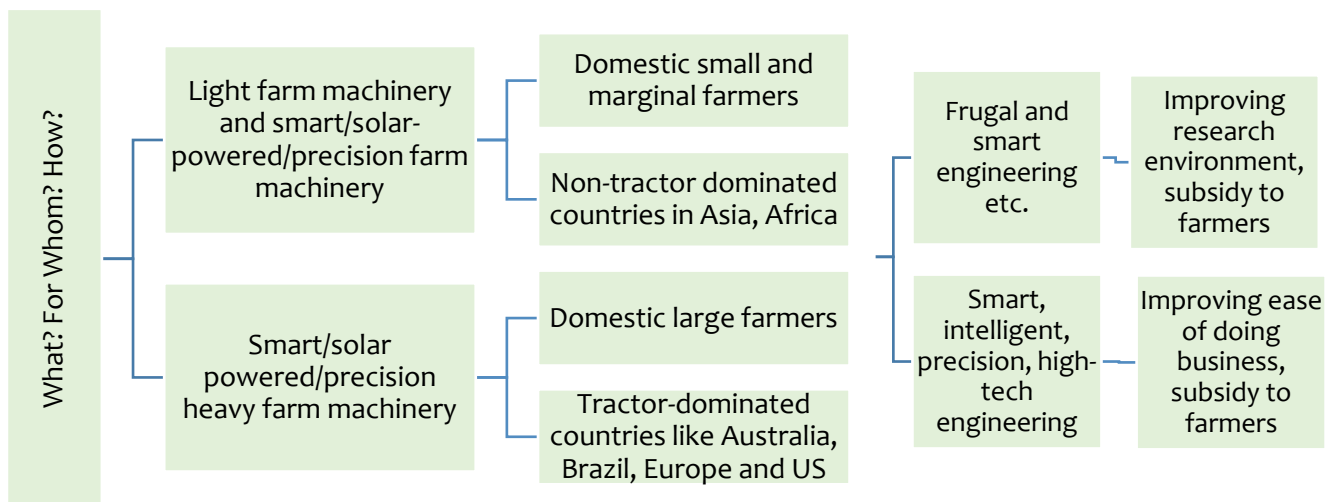 What? For Whom? How?
Light farm machinery
and smart/solar-
powered/precision farm
machinery
Smart/solar
powered/precision
heavy farm machinery
Domestic small and
marginal farmers
Non-tractor dominated
countries in Asia, Africa
Domestic large farmers
Tractor-dominated
countries like Australia,
Brazil, Europe and US
Frugal and
smart
engineering
etc.
Smart,
intelligent,
precision, high-
tech
engineering
Improving
research
environment,
subsidy to
farmers
Improving ease
of doing
business,
subsidy to
farmers